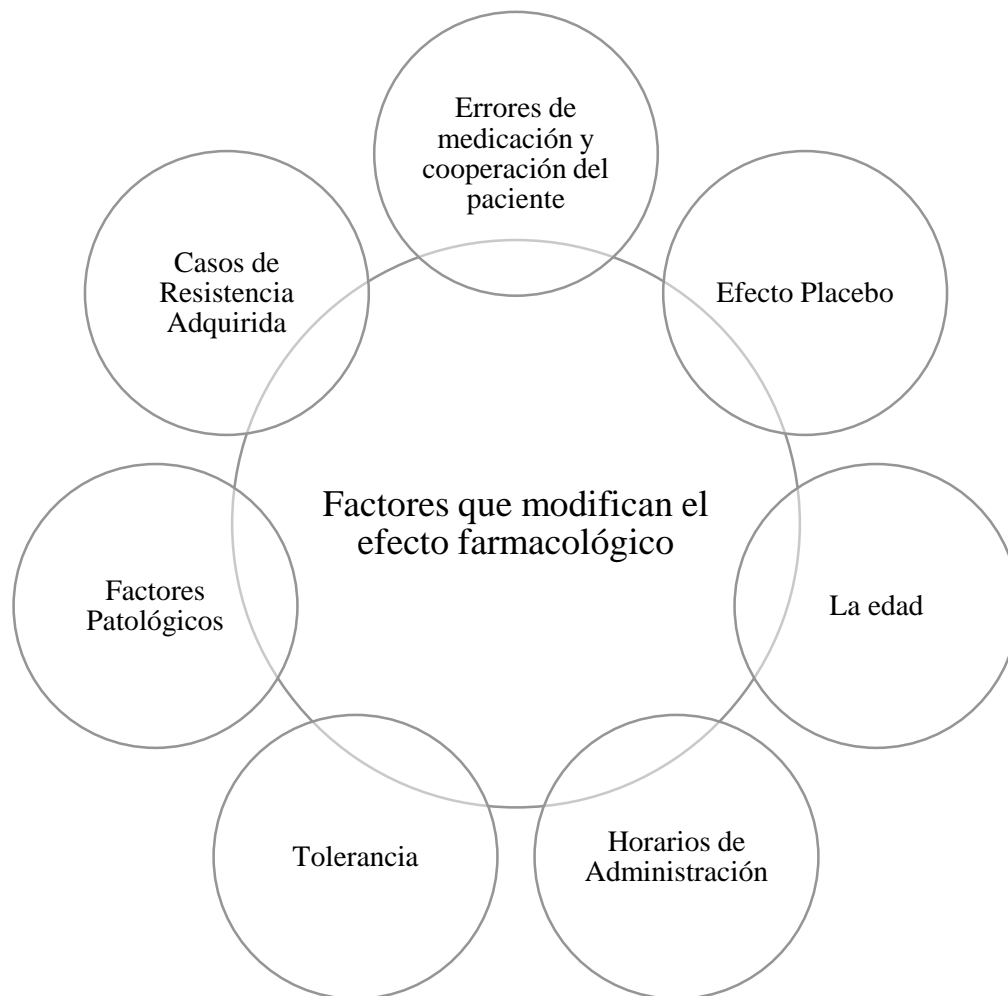 Errores de
medicación y
cooperación del
paciente
Efecto Placebo
La edad
Horarios de
Administración
Tolerancia
Factores
Patológicos
Casos de
Resistencia
Adquirida
Factores que modifican el
efecto farmacológico